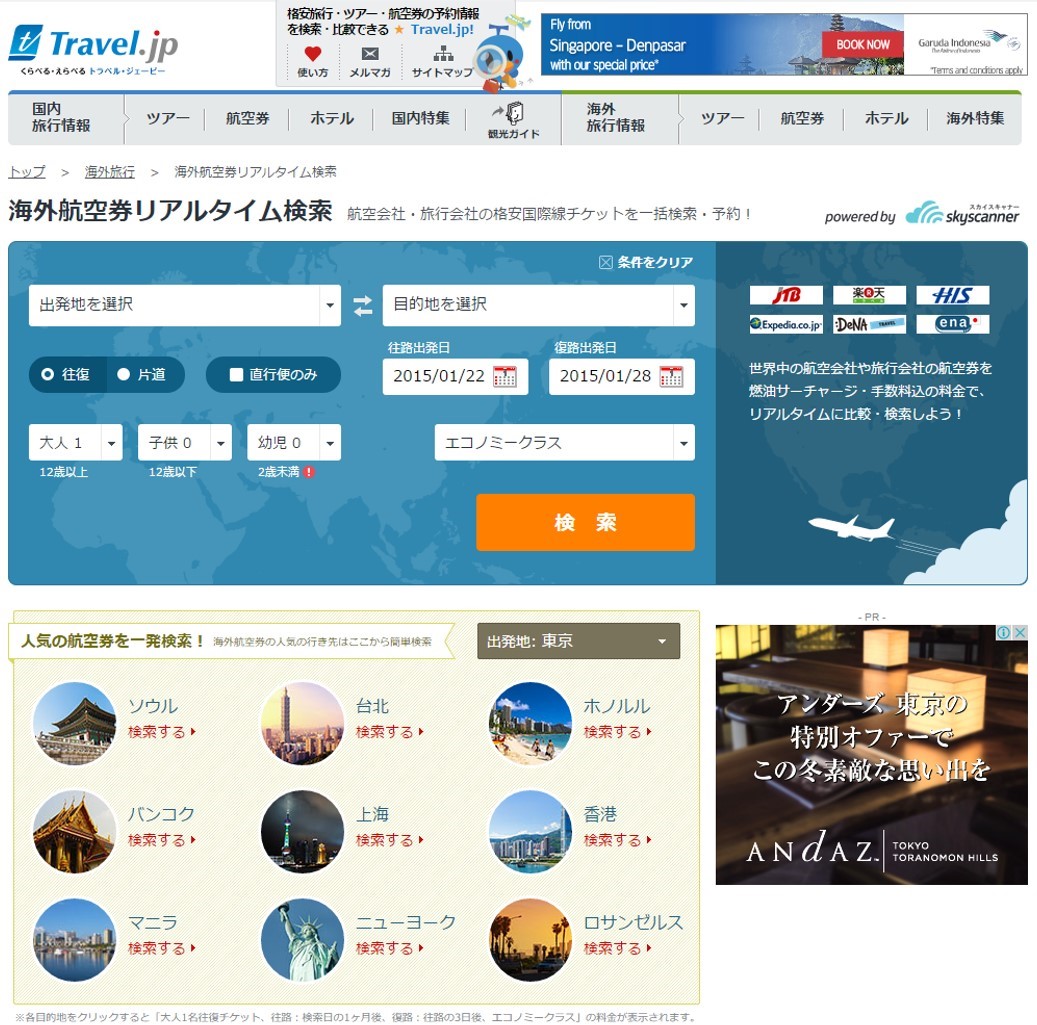 Travel.jp
くらべる・えらべる トラベル・ジェーピー
格安旅行・ツアー・航空券の予約情報
を検索・比較できる ★ Travel.jp!
使い方
メルマガ
サイトマップ
Fly from
Singapore – Denpasar
with our special price*
BOOK NOW
Garuda Indonesia
The Airline of Indonesia
*Terms and conditions apply
国内
旅行情報
ツアー
航空券
ホテル
国内特集
観光ガイド
海外
旅行情報
ツアー
航空券
ホテル
海外特集
トップ > 海外旅行 > 海外航空券リアルタイム検索
海外航空券リアルタイム検索 航空会社・旅行会社の格安国際線チケットを一括検索・予約！
powered by
スカイスキャナー
skyscanner
条件をクリア
出発地を選択
目的地を選択
往路出発日
復路出発日
往復
片道
直行便のみ
2015/01/22
2015/01/28
大人 1
子供 0
幼児 0
エコノミークラス
12歳以上
12歳以下
2歳未満 !
検 索
JTB
楽天
HIS
Expedia.co.jp
:DeNA TRAVEL
ena
世界中の航空会社や旅行会社の航空券を
燃油サーチャージ・手数料込の料金で、
リアルタイムに比較・検索しよう！
人気の航空券を一発検索！ 海外航空券の人気の行き先はここから簡単検索
出発地: 東京
ソウル
検索する
台北
検索する
ホノルル
検索する
バンコク
検索する
上海
検索する
香港
検索する
マニラ
検索する
ニューヨーク
検索する
ロサンゼルス
検索する
- PR -
アンダーズ 東京の
特別オファーで
この冬素敵な思い出を
ANdAZ™
TOKYO
TORANOMON HILLS
※各目的地をクリックすると「大人1名往復チケット、往路：検索日の1ヶ月後、復路：往路の3日後、エコノミークラス」の料金が表示されます。